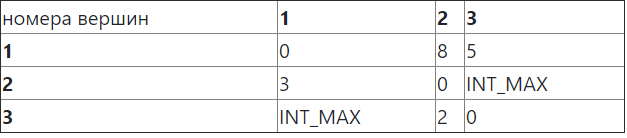 номера вершин 1 2 3
1 0 8 5
2 3 0 INT_MAX
3 INT_MAX 2 0